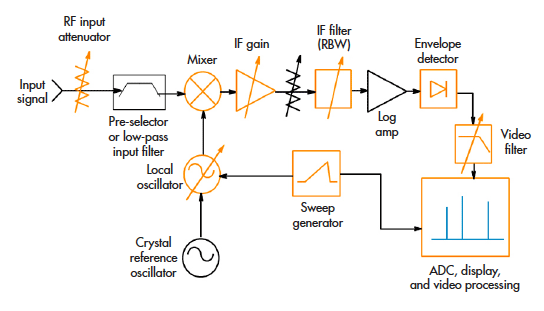 RF input
attenuator
Input
signal
Pre-selector
or low-pass
input filter
Mixer
IF gain
IF filter
(RBW)
Log
amp
Envelope
detector
Video
filter
Local
oscillator
Sweep
generator
Crystal
reference
oscillator
ADC, display,
and video processing